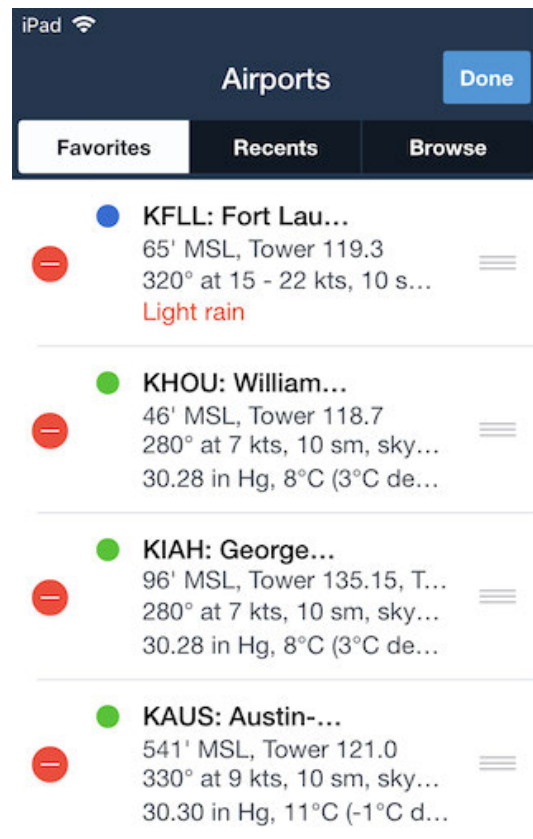 iPad
Airports
Done
Favorites Recents Browse
KFLL: Fort Lau...
65' MSL, Tower 119.3
320° at 15 - 22 kts, 10 s...
Light rain
KHOU: William...
46' MSL, Tower 118.7
280° at 7 kts, 10 sm, sky...
30.28 in Hg, 8°C (3°C de...
KIAH: George...
96' MSL, Tower 135.15, T...
280° at 7 kts, 10 sm, sky...
30.28 in Hg, 8°C (3°C de...
KAUS: Austin-...
541' MSL, Tower 121.0
330° at 9 kts, 10 sm, sky...
30.30 in Hg, 11°C (-1°C d...